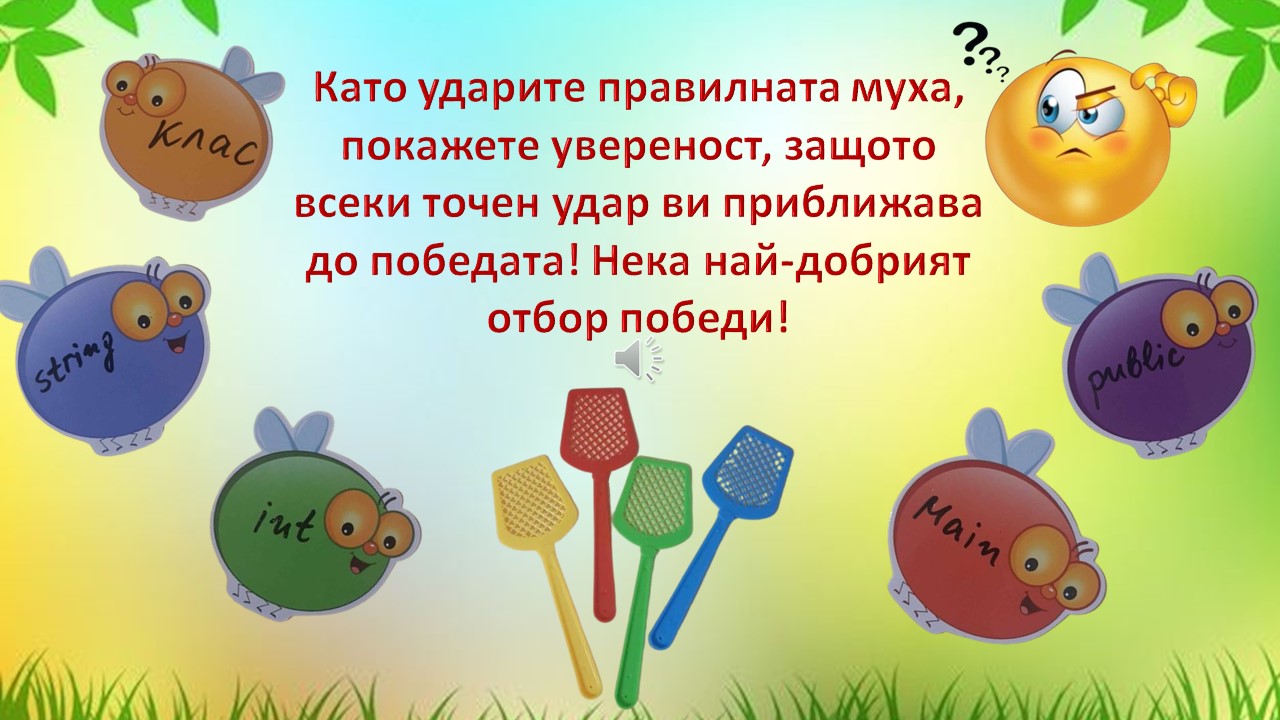 Като ударите правилната муха,
покажете увереност, защото
всеки точен удар ви приближава
до победата! Нека най-добрият
отбор победи!
???
клас
string
int
public
Main